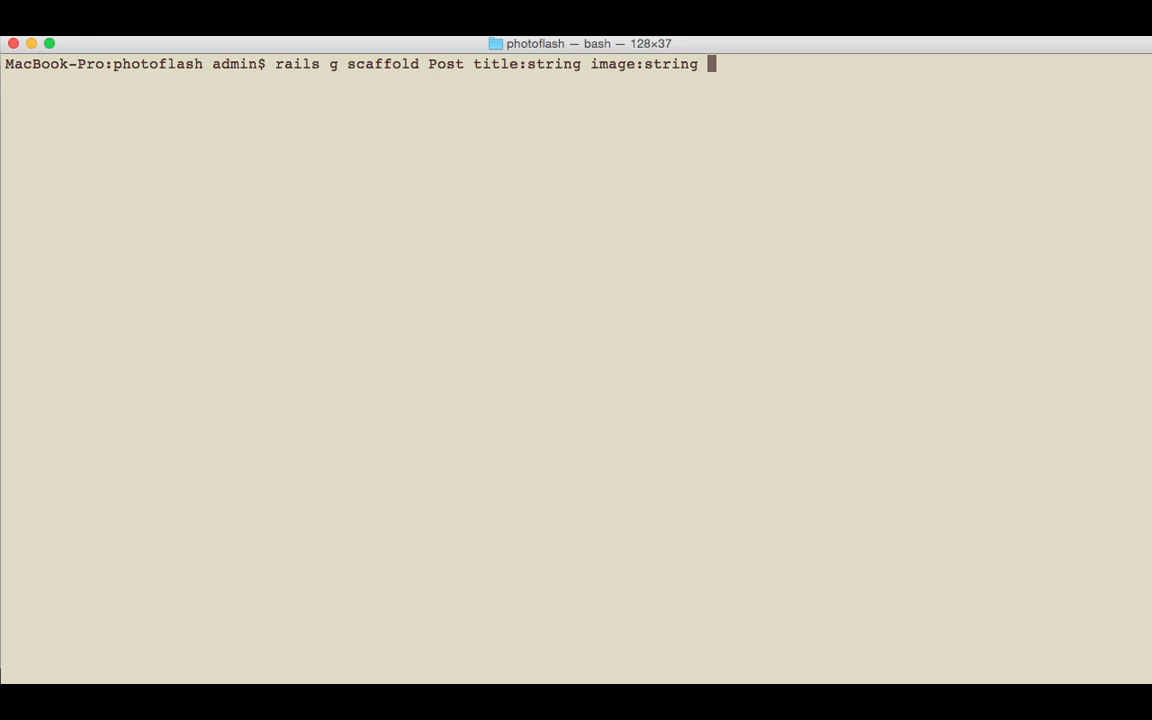 photoflash — bash — 128×37
MacBook-Pro:photoflash admin$ rails g scaffold Post title:string image:string